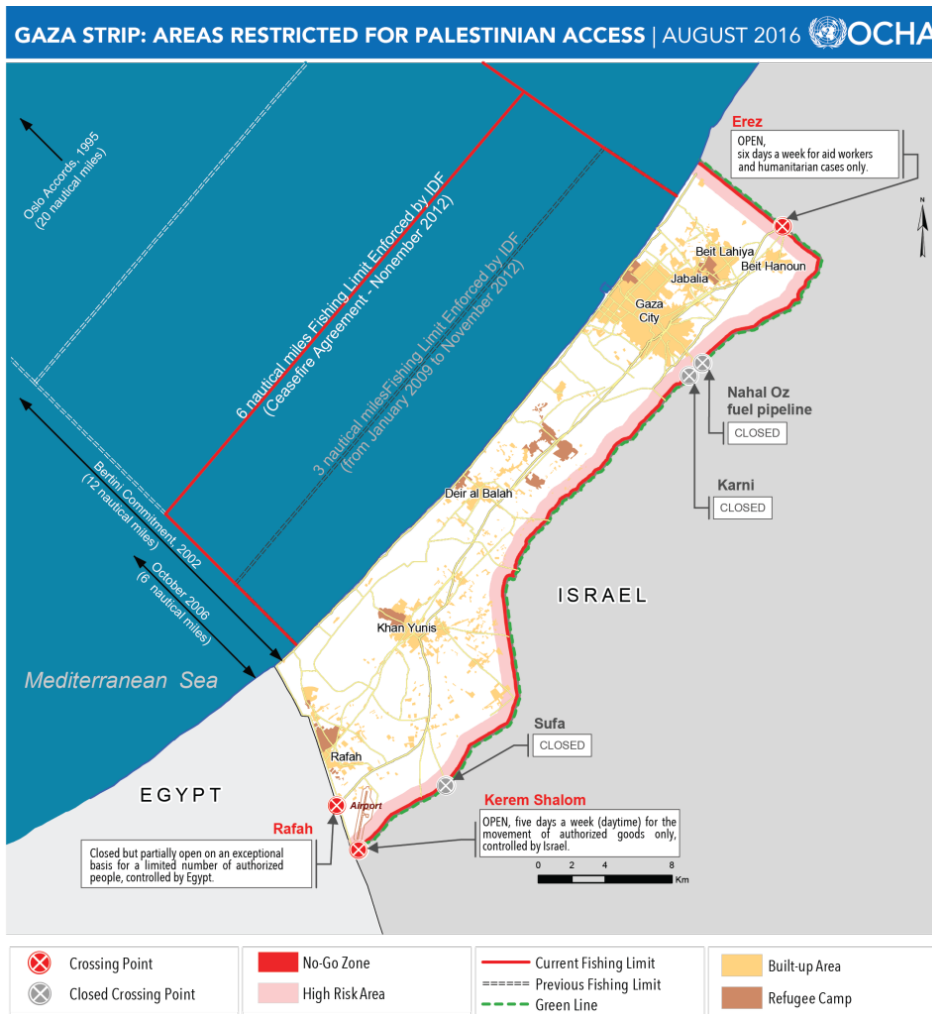 GAZA STRIP: AREAS RESTRICTED FOR PALESTINIAN ACCESS | AUGUST 2016 OCHA
Oslo Accords, 1995
(20 nautical miles)
6 nautical miles Fishing Limit Enforced by IDF
(Ceasefire Agreement - Nonember 2012)
3 nautical milesFishing Limit Enforced by IDF
(from January 2009 to November 2012)
Bertini Commitment, 2002
(12 nautical miles)
October 2006
(6 nautical miles)
Mediterranean Sea
Erez
OPEN,
six days a week for aid workers
and humanitarian cases only.
N
Beit Lahiya
Beit Hanoun
Jabalia
Gaza
City
Nahal Oz
fuel pipeline
CLOSED
Karni
CLOSED
Deir al Balah
ISRAEL
Khan Yunis
Sufa
CLOSED
Rafah
EGYPT
Airport
Kerem Shalom
OPEN, five days a week (daytime) for the
movement of authorized goods only,
controlled by Israel.
Rafah
Closed but partially open on an exceptional
basis for a limited number of authorized
people, controlled by Egypt.
0 2 4 8
Km
Crossing Point
Closed Crossing Point
No-Go Zone
High Risk Area
Current Fishing Limit
Previous Fishing Limit
Green Line
Built-up Area
Refugee Camp